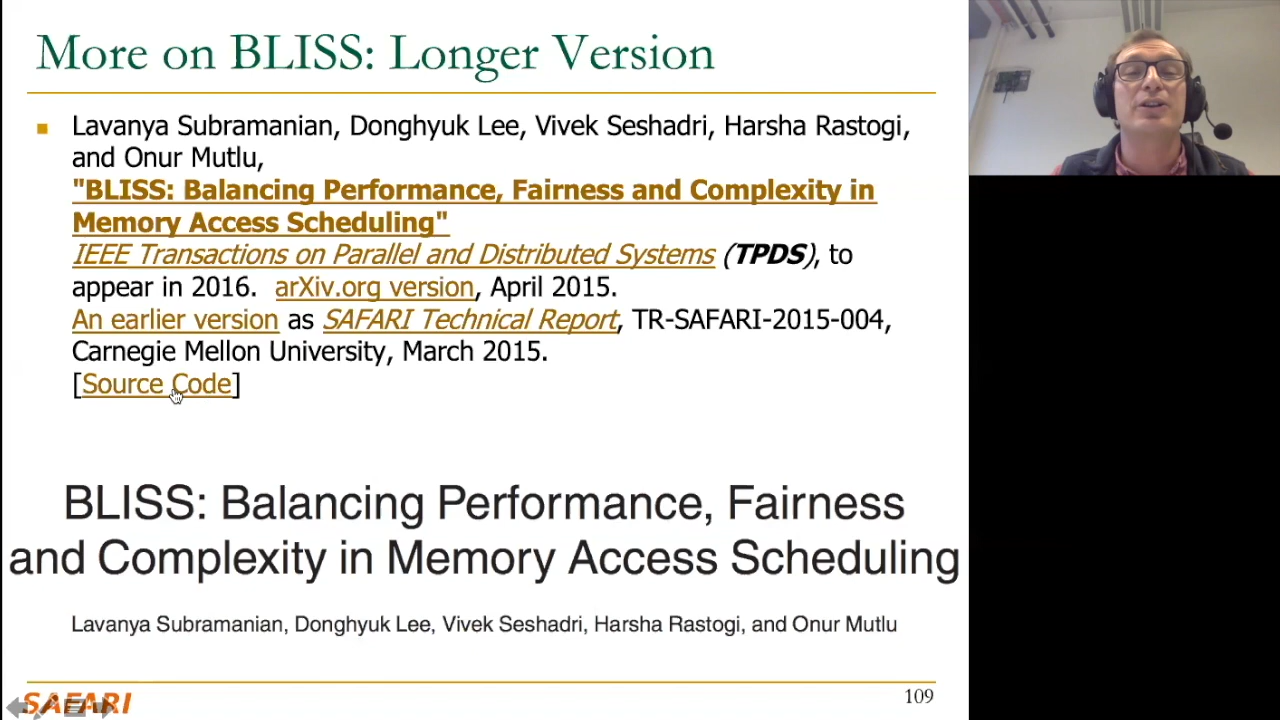 More on BLISS: Longer Version
Lavanya Subramanian, Donghyuk Lee, Vivek Seshadri, Harsha Rastogi,
and Onur Mutlu,
"BLISS: Balancing Performance, Fairness and Complexity in
Memory Access Scheduling"
IEEE Transactions on Parallel and Distributed Systems (TPDS), to
appear in 2016. arXiv.org version, April 2015.
An earlier version as SAFARI Technical Report, TR-SAFARI-2015-004,
Carnegie Mellon University, March 2015.
[Source Code]
BLISS: Balancing Performance, Fairness
and Complexity in Memory Access Scheduling
Lavanya Subramanian, Donghyuk Lee, Vivek Seshadri, Harsha Rastogi, and Onur Mutlu
SAFARI
109